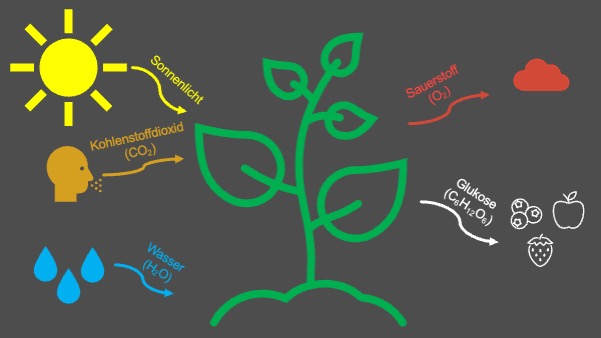 Sonnenlicht
Kohlenstoffdioxid
(CO₂)
Wasser
(H₂O)
Sauerstoff
(O₂)
Glukose
(C₆H₁₂O₆)